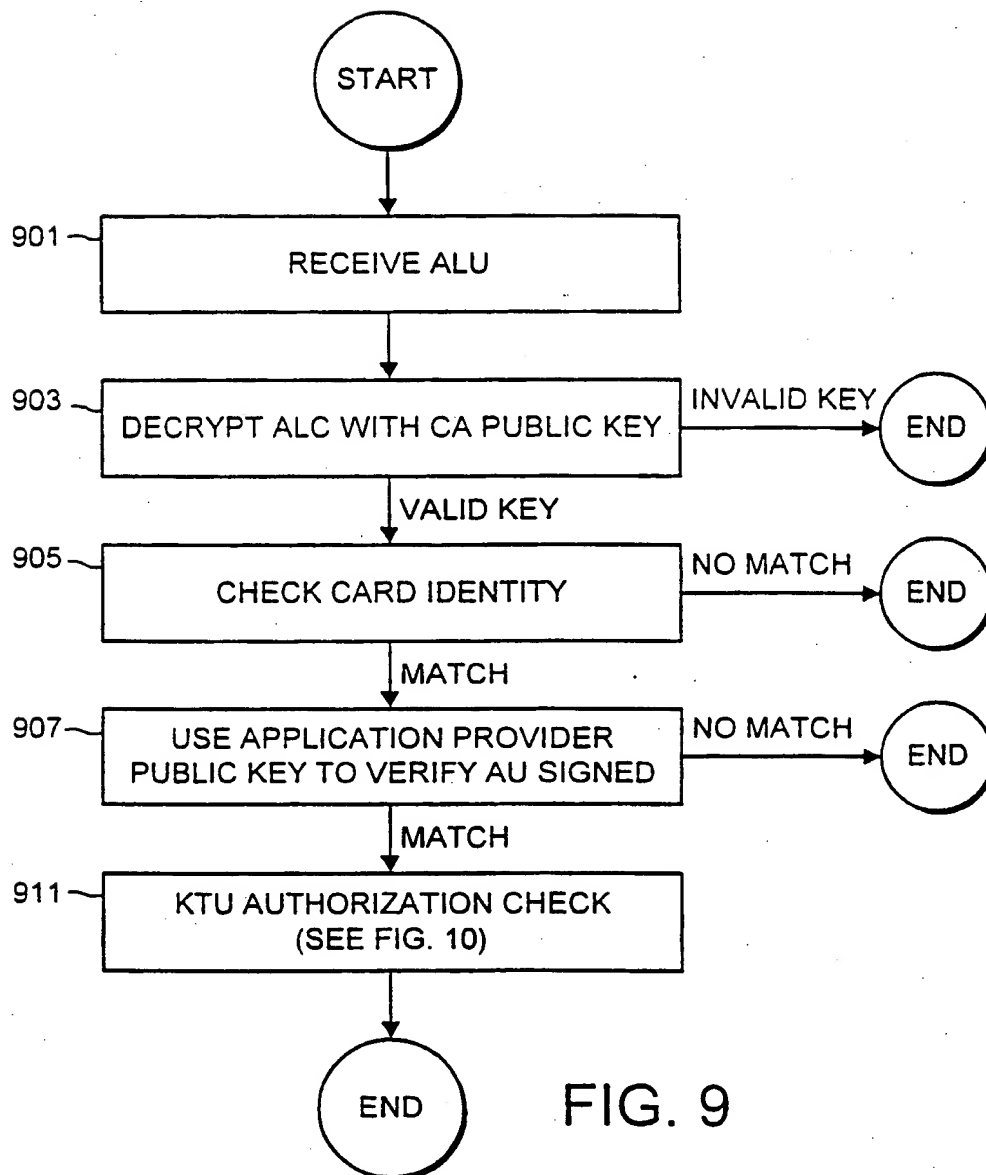 START
901
RECEIVE ALU
903
DECRYPT ALC WITH CA PUBLIC KEY
INVALID KEY
END
VALID KEY
905
CHECK CARD IDENTITY
NO MATCH
END
MATCH
907
USE APPLICATION PROVIDER
PUBLIC KEY TO VERIFY AU SIGNED
NO MATCH
END
MATCH
911
KTU AUTHORIZATION CHECK
(SEE FIG. 10)
END
FIG. 9